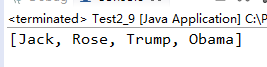 <terminated> Test2_9 [Java Application] C:\P
[Jack, Rose, Trump, Obama]